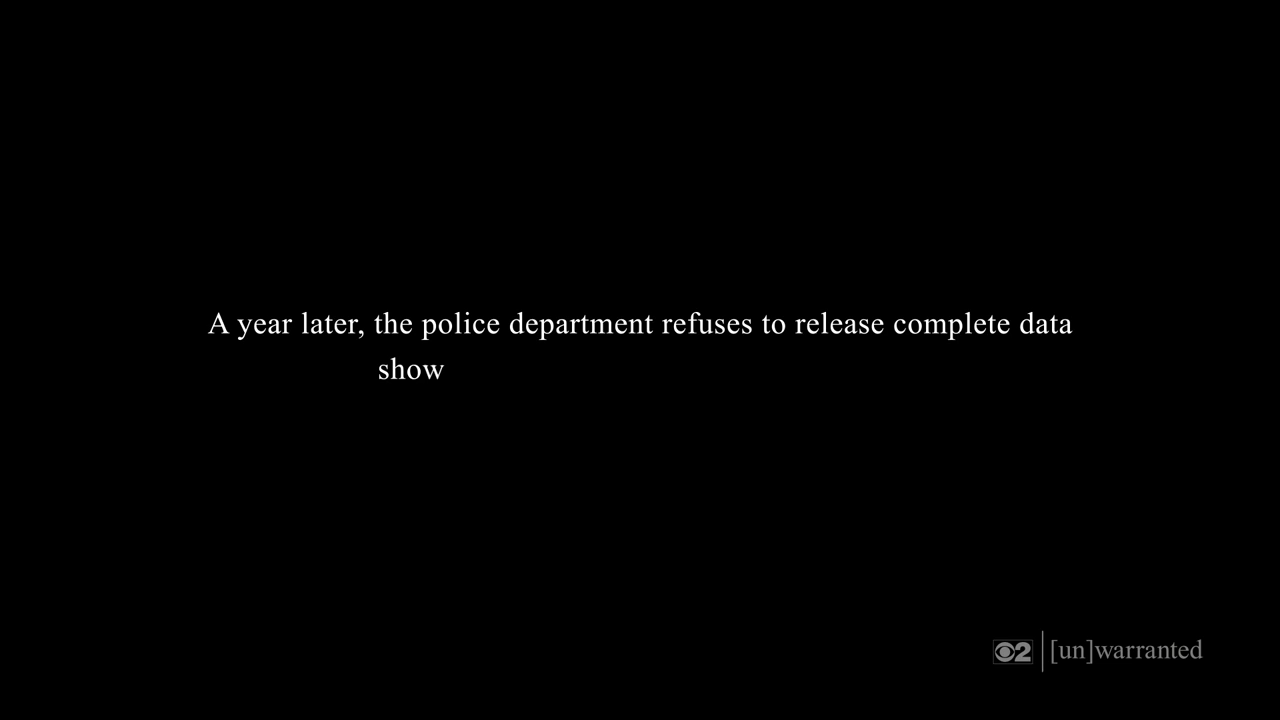 A year later, the police department refuses to release complete data
show
2 [un]warranted